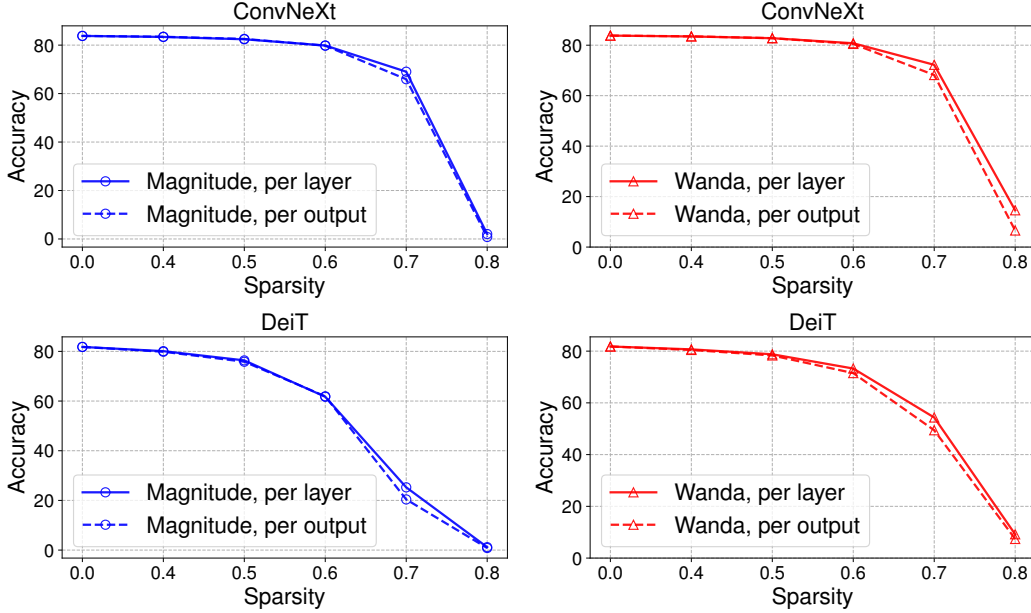 ConvNeXt
80
60
40
20
0
Accuracy
Magnitude, per layer
Magnitude, per output
0.0 0.4 0.5 0.6 0.7 0.8
Sparsity
ConvNeXt
80
60
40
20
0
Accuracy
Wanda, per layer
Wanda, per output
0.0 0.4 0.5 0.6 0.7 0.8
Sparsity
DeiT
80
60
40
20
0
Accuracy
Magnitude, per layer
Magnitude, per output
0.0 0.4 0.5 0.6 0.7 0.8
Sparsity
DeiT
80
60
40
20
0
Accuracy
Wanda, per layer
Wanda, per output
0.0 0.4 0.5 0.6 0.7 0.8
Sparsity